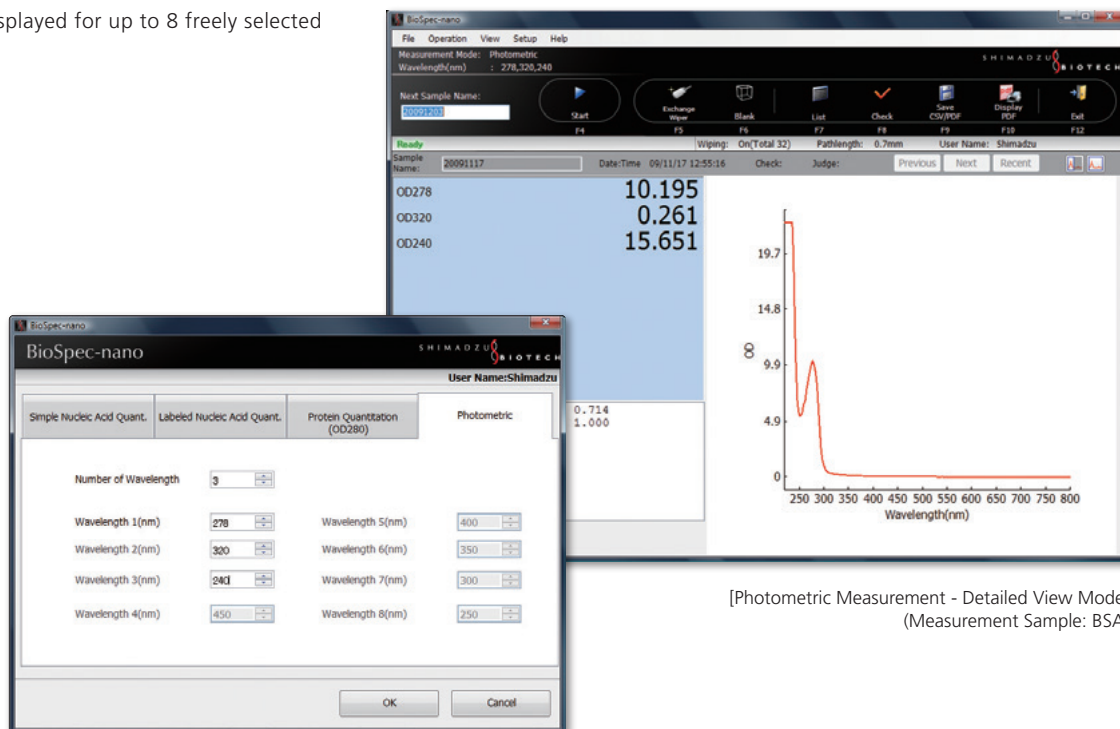 splayed for up to 8 freely selected
BioSpec-nano
File Operation View Setup Help
Measurement Mode: Photometric
Wavelength(nm) : 278,320,240
SHIMADZU BIOTECH
Next Sample Name:
20091203
Start
Exchange Wiper
Blank
List
Check
Save CSV/PDF
Display PDF
Exit
F4 F5 F6 F7 F8 F9 F10 F12
Ready Wiping: On(Total 32) Pathlength: 0.7mm User Name: Shimadzu
Sample Name: 20091117 Date:Time 09/11/17 12:55:16 Check: Judge: Previous Next Recent
OD278 10.195
OD320 0.261
OD240 15.651
0.714
1.000
OD
19.7
14.8
9.9
4.9
0
250 300 350 400 450 500 550 600 650 700 750 800
Wavelength(nm)
BioSpec-nano
BioSpec-nano SHIMADZU BIOTECH
User Name:Shimadzu
Simple Nucleic Acid Quant. Labeled Nucleic Acid Quant. Protein Quantitation (OD280) Photometric
Number of Wavelength 3
Wavelength 1(nm) 278 Wavelength 5(nm) 400
Wavelength 2(nm) 320 Wavelength 6(nm) 350
Wavelength 3(nm) 240 Wavelength 7(nm) 300
Wavelength 4(nm) 450 Wavelength 8(nm) 250
OK Cancel
[Photometric Measurement - Detailed View Mode
(Measurement Sample: BSA